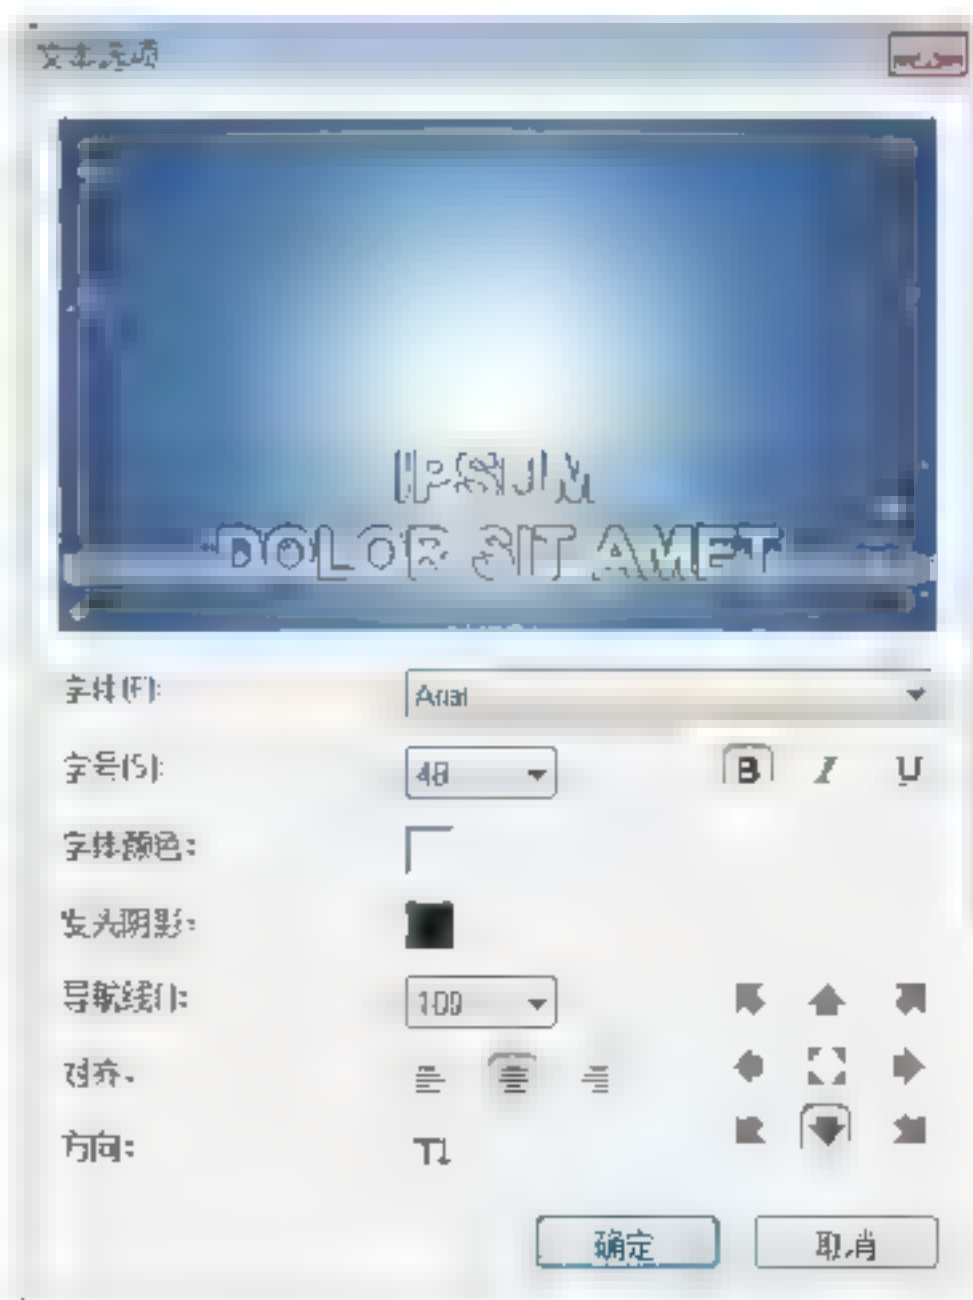 文本选项
IPSUM
DOLOR SIT AMET
字体(F):
Arial
字号(S):
48
B I U
字体颜色:
发光阴影:
导航线():
100
对齐:
方向:
确定
取消